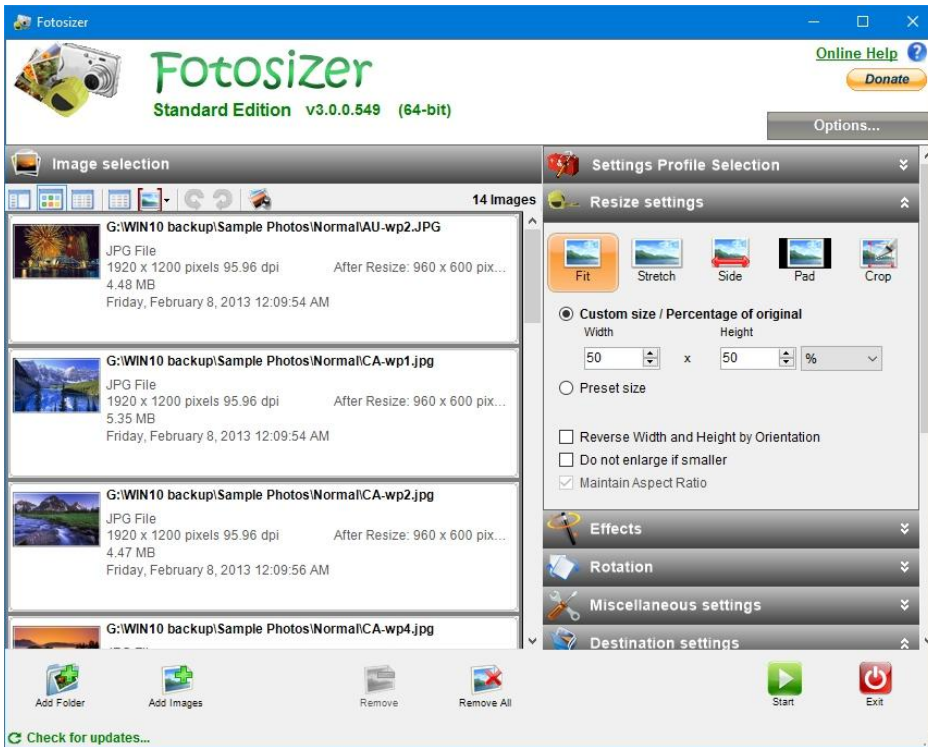 Fotosizer
Fotosizer
Standard Edition v3.0.0.549 (64-bit)
Online Help
Donate
Options...
Image selection
14 Images
G:\WIN10 backup\Sample Photos\Normal\AU-wp2.JPG
JPG File
1920 x 1200 pixels 95.96 dpi After Resize: 960 x 600 pix...
4.48 MB
Friday, February 8, 2013 12:09:54 AM
G:\WIN10 backup\Sample Photos\Normal\CA-wp1.jpg
JPG File
1920 x 1200 pixels 95.96 dpi After Resize: 960 x 600 pix...
5.35 MB
Friday, February 8, 2013 12:09:54 AM
G:\WIN10 backup\Sample Photos\Normal\CA-wp2.jpg
JPG File
1920 x 1200 pixels 95.96 dpi After Resize: 960 x 600 pix...
4.47 MB
Friday, February 8, 2013 12:09:56 AM
G:\WIN10 backup\Sample Photos\Normal\CA-wp4.jpg
Settings Profile Selection
Resize settings
Fit Stretch Side Pad Crop
Custom size / Percentage of original
Width Height
50 x 50 %
Preset size
Reverse Width and Height by Orientation
Do not enlarge if smaller
Maintain Aspect Ratio
Effects
Rotation
Miscellaneous settings
Destination settings
Add Folder Add Images Remove Remove All Start Exit
Check for updates...